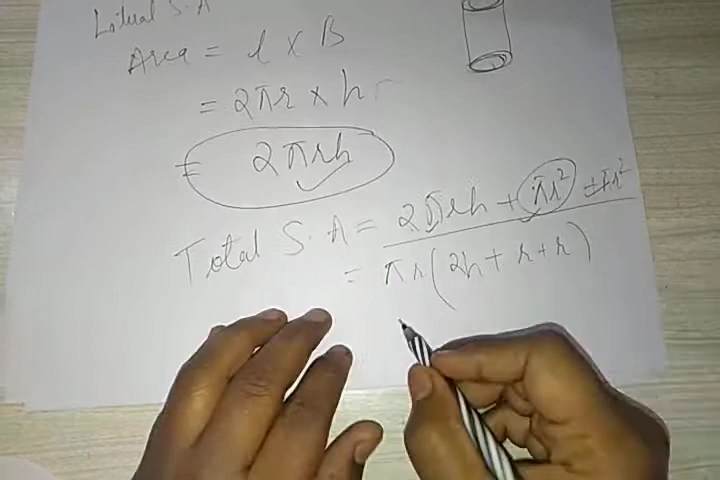 Lateral S.A
Area = l × B
= 2πr × h
= 2πrh
Total S.A = 2πrh + πr² + πr²
= πr(2h + r + r)